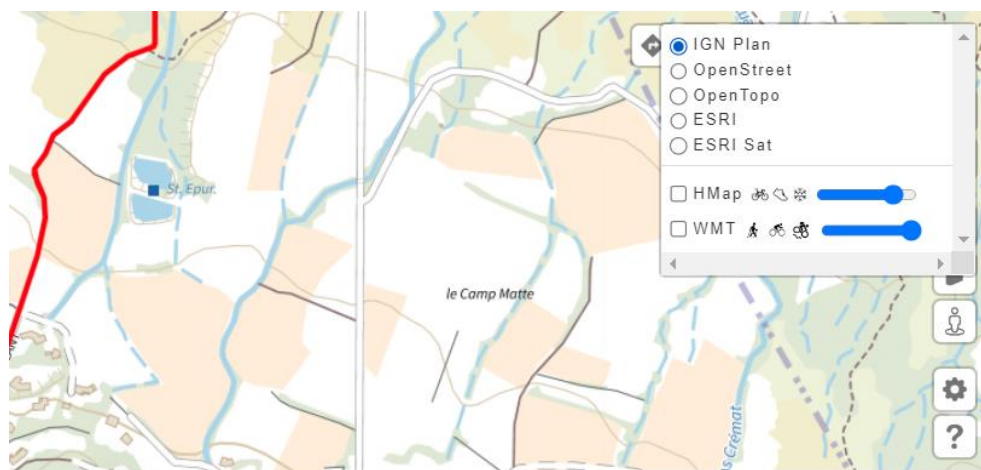 IGN Plan
OpenStreet
OpenTopo
ESRI
ESRI Sat
St. Epur.
HMap
WMT
le Camp Matte
s Crémat
?